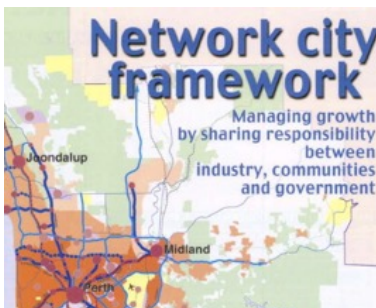 Network city
framework
Managing growth
by sharing responsibility
between
industry, communities
and government
Joondalup
Midland
Perth